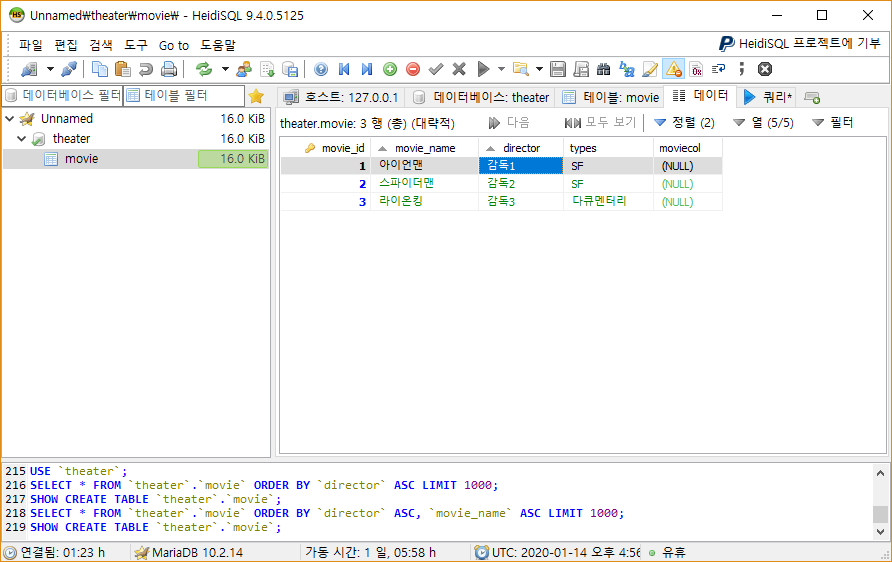 Unnamed\theater\movie\ - HeidiSQL 9.4.0.5125
파일 편집 검색 도구 Go to 도움말
HeidiSQL 프로젝트에 기부
데이터베이스 필터 테이블 필터
호스트: 127.0.0.1 데이터베이스: theater 테이블: movie 데이터 쿼리*
Unnamed 16.0 KiB
theater 16.0 KiB
movie 16.0 KiB
theater.movie: 3 행 (총) (대략적) 다음 모두 보기 정렬 (2) 열 (5/5) 필터
movie_id movie_name director types moviecol
1 아이언맨 감독1 SF (NULL)
2 스파이더맨 감독2 SF (NULL)
3 라이온킹 감독3 다큐멘터리 (NULL)
215 USE `theater`;
216 SELECT * FROM `theater`.`movie` ORDER BY `director` ASC LIMIT 1000;
217 SHOW CREATE TABLE `theater`.`movie`;
218 SELECT * FROM `theater`.`movie` ORDER BY `director` ASC, `movie_name` ASC LIMIT 1000;
219 SHOW CREATE TABLE `theater`.`movie`;
연결됨: 01:23 h MariaDB 10.2.14 가동 시간: 1 일, 05:58 h UTC: 2020-01-14 오후 4:56 유휴